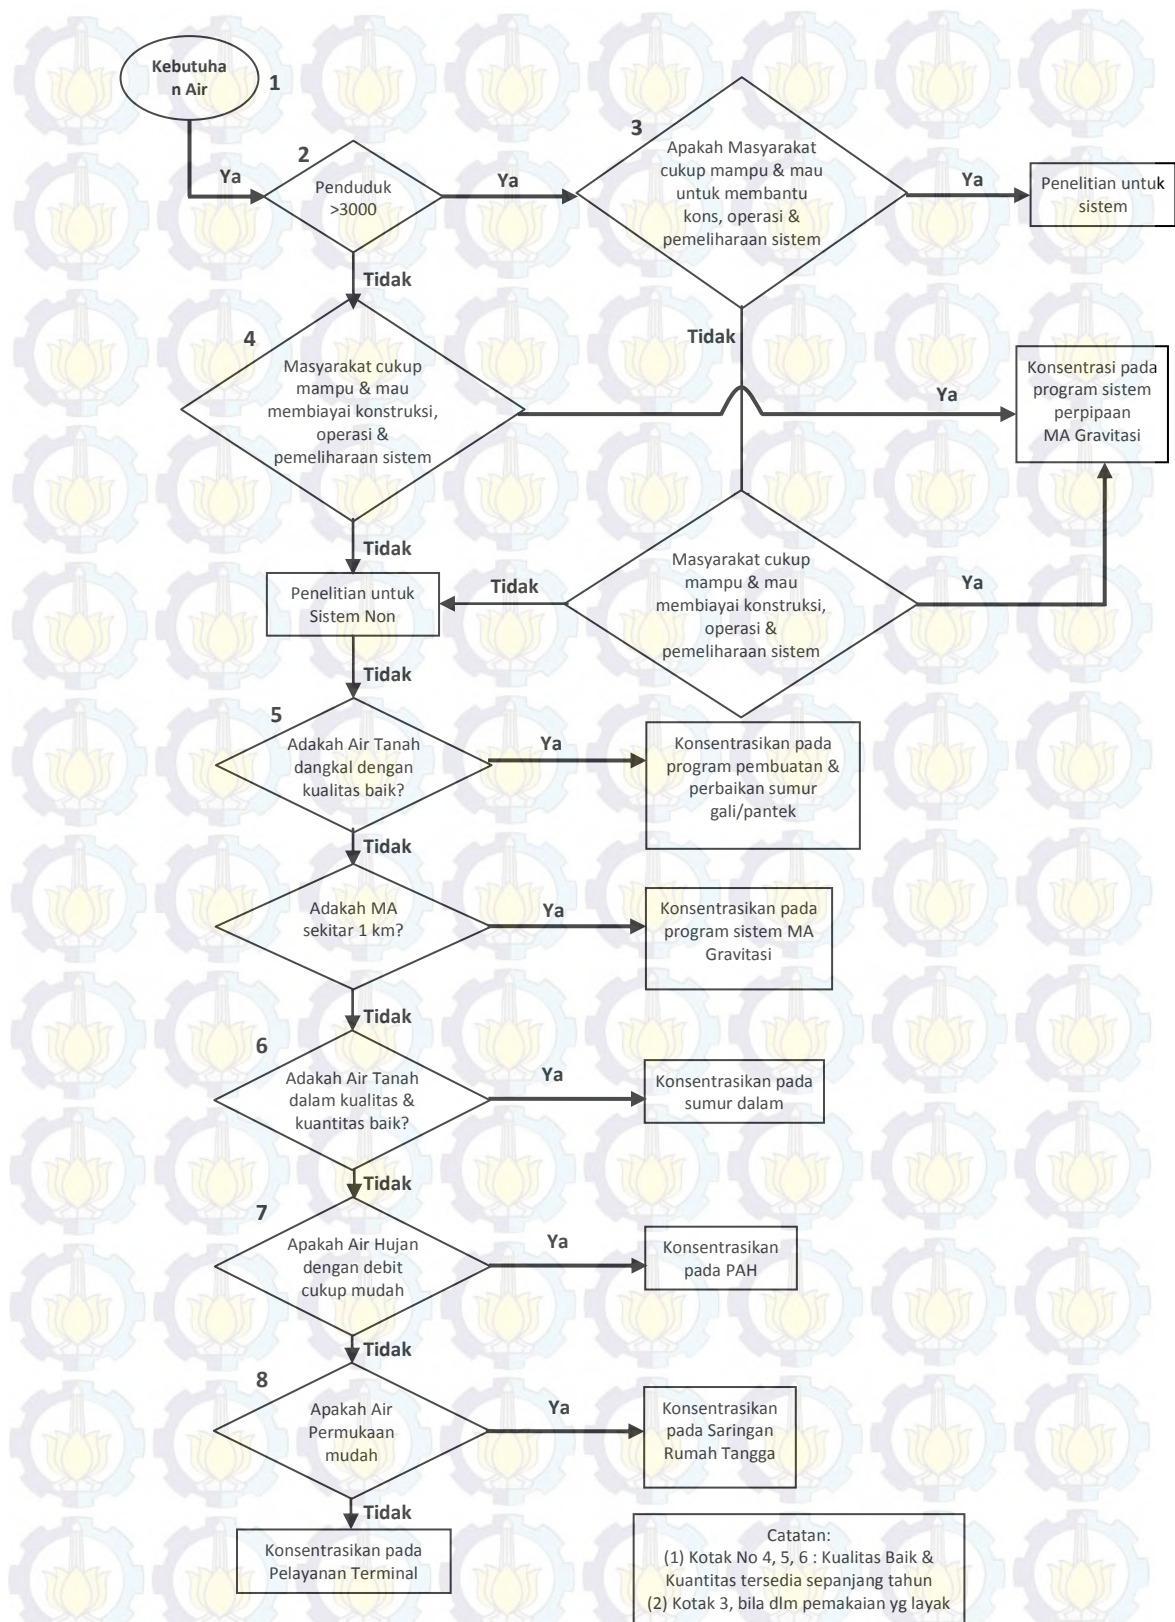 Kebutuha
n Air
1
Ya
2
Penduduk
>3000
Ya
3
Apakah Masyarakat
cukup mampu & mau
untuk membantu
kons, operasi &
pemeliharaan sistem
Ya
Penelitian untuk
sistem
Tidak
Tidak
4
Masyarakat cukup
mampu & mau
membiayai konstruksi,
operasi &
pemeliharaan sistem
Ya
Konsentrasi pada
program sistem
perpipaan
MA Gravitasi
Tidak
Penelitian untuk
Sistem Non
Tidak
Masyarakat cukup
mampu & mau
membiayai konstruksi,
operasi &
pemeliharaan sistem
Ya
Tidak
5
Adakah Air Tanah
dangkal dengan
kualitas baik?
Ya
Konsentrasikan pada
program pembuatan &
perbaikan sumur
gali/pantek
Tidak
Adakah MA
sekitar 1 km?
Ya
Konsentrasikan pada
program sistem MA
Gravitasi
Tidak
6
Adakah Air Tanah
dalam kualitas &
kuantitas baik?
Ya
Konsentrasikan pada
sumur dalam
Tidak
7
Apakah Air Hujan
dengan debit
cukup mudah
Ya
Konsentrasikan
pada PAH
Tidak
8
Apakah Air
Permukaan
mudah
Ya
Konsentrasikan
pada Saringan
Rumah Tangga
Tidak
Konsentrasikan pada
Pelayanan Terminal
Catatan:
(1) Kotak No 4, 5, 6 : Kualitas Baik &
Kuantitas tersedia sepanjang tahun
(2) Kotak 3, bila dlm pemakaian yg layak